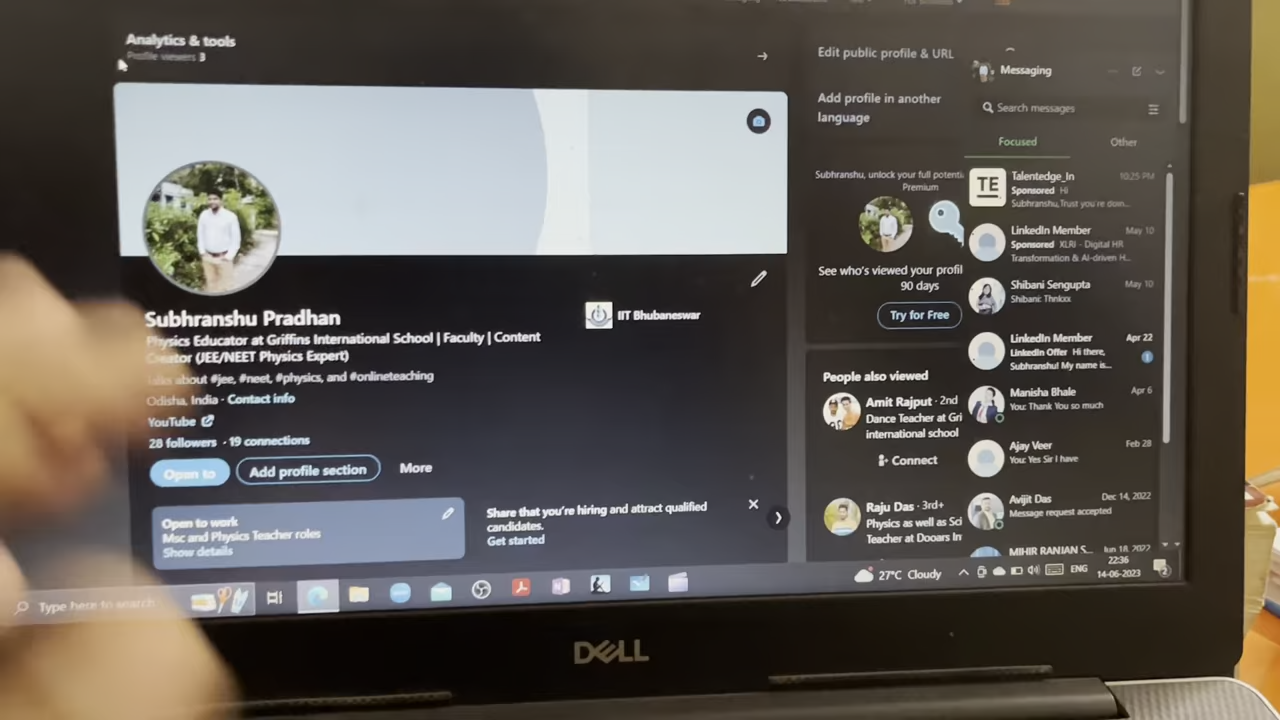 Analytics & tools
Profile viewers 3
Subhranshu Pradhan
Physics Educator at Griffins International School | Faculty | Content
Creator (JEE/NEET Physics Expert)
talks about #jee, #neet, #physics, and #onlineteaching
Odisha, India · Contact info
YouTube
28 followers · 19 connections
Open to
Add profile section
More
IIT Bhubaneswar
Open to work
Msc and Physics Teacher roles
Show details
Share that you're hiring and attract qualified
candidates.
Get started
Edit public profile & URL
Add profile in another
language
Subhranshu, unlock your full potenti
Premium
See who's viewed your profil
90 days
Try for Free
People also viewed
Amit Rajput · 2nd
Dance Teacher at Gri
international school
Connect
Raju Das · 3rd+
Physics as well as Sci
Teacher at Dooars In
Messaging
Search messages
Focused
Other
TE
Talentedge_In
10:25 PM
Sponsored Hi
Subhranshu,Trust you're doin...
LinkedIn Member
May 10
Sponsored XLRI - Digital HR
Transformation & AI-driven H...
Shibani Sengupta
May 10
Shibani: Thnkxx
LinkedIn Member
Apr 22
LinkedIn Offer Hi there,
Subhranshu! My name is...
1
Manisha Bhale
Apr 6
You: Thank You so much
Ajay Veer
Feb 28
You: Yes Sir I have
Avijit Das
Dec 14, 2022
Message request accepted
MIHIR RANJAN S...
Jun 18, 2022
Type here to search
27°C Cloudy
ENG
22:36
14-06-2023
2
DELL